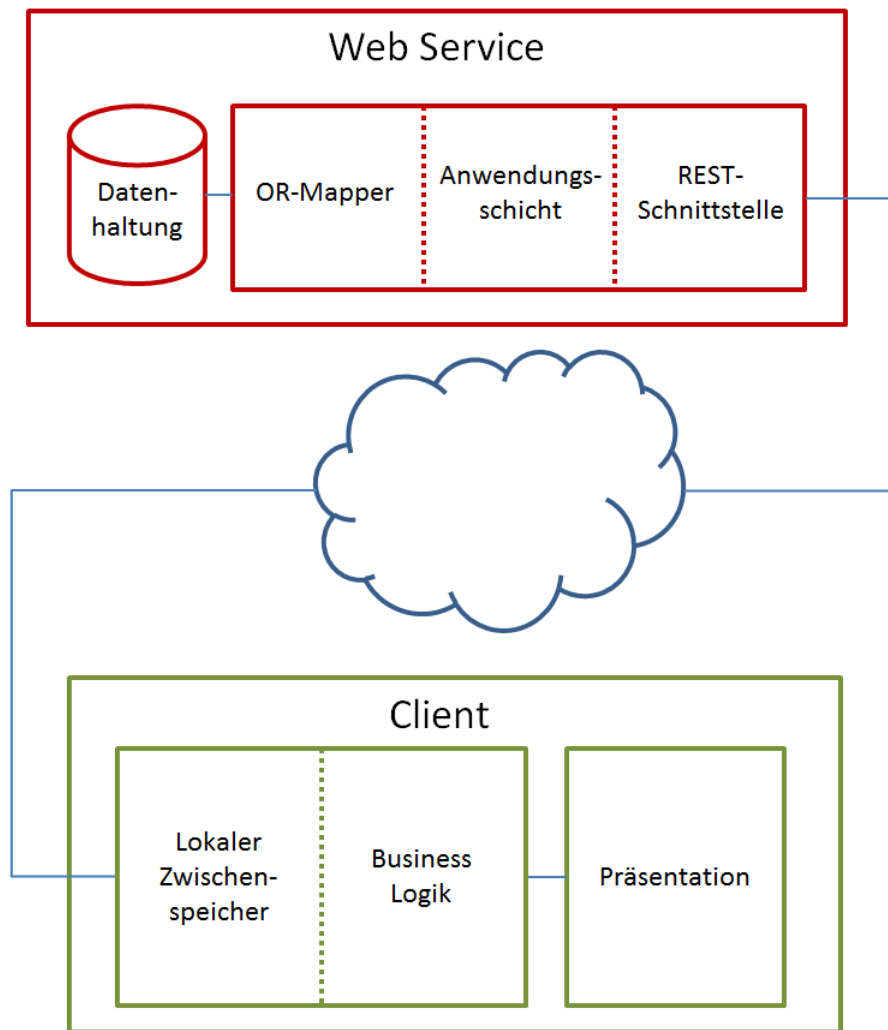 Web Service
Daten-
haltung
OR-Mapper
Anwendungs-
schicht
REST-
Schnittstelle
Client
Lokaler
Zwischen-
speicher
Business
Logik
Präsentation